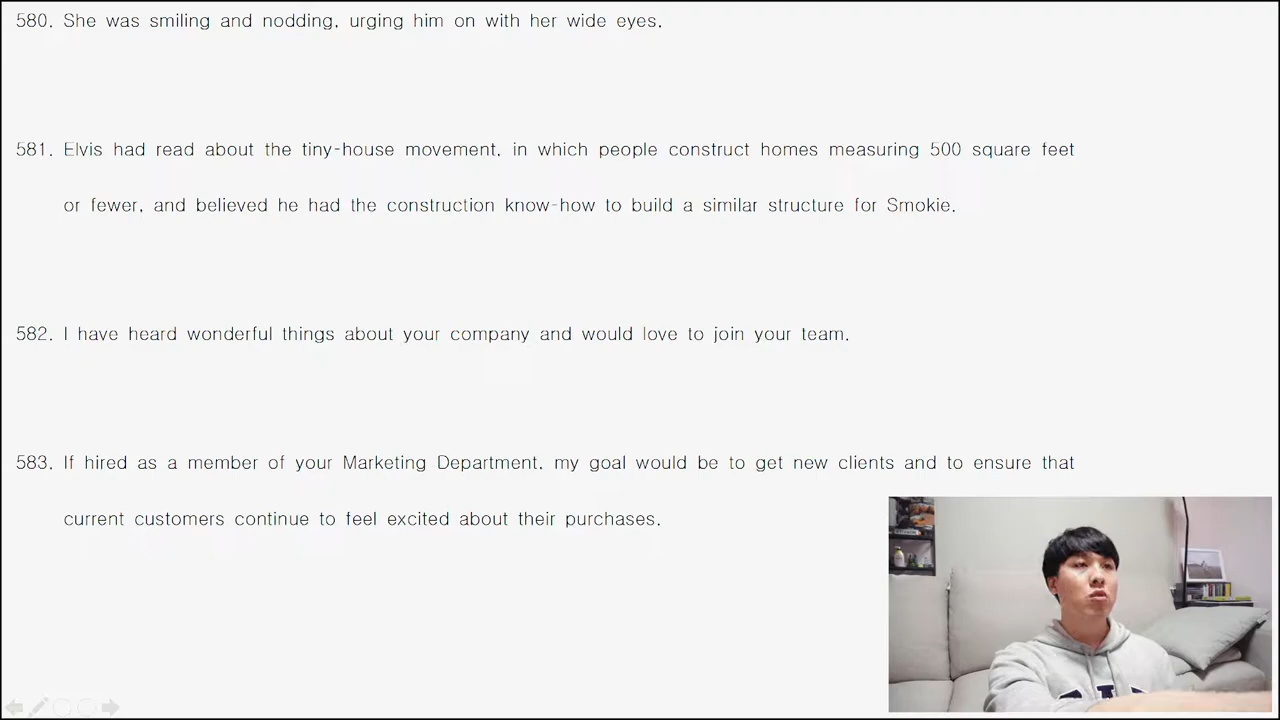 580. She was smiling and nodding, urging him on with her wide eyes.
581. Elvis had read about the tiny-house movement, in which people construct homes measuring 500 square feet
or fewer, and believed he had the construction know-how to build a similar structure for Smokie.
582. I have heard wonderful things about your company and would love to join your team.
583. If hired as a member of your Marketing Department, my goal would be to get new clients and to ensure that
current customers continue to feel excited about their purchases.